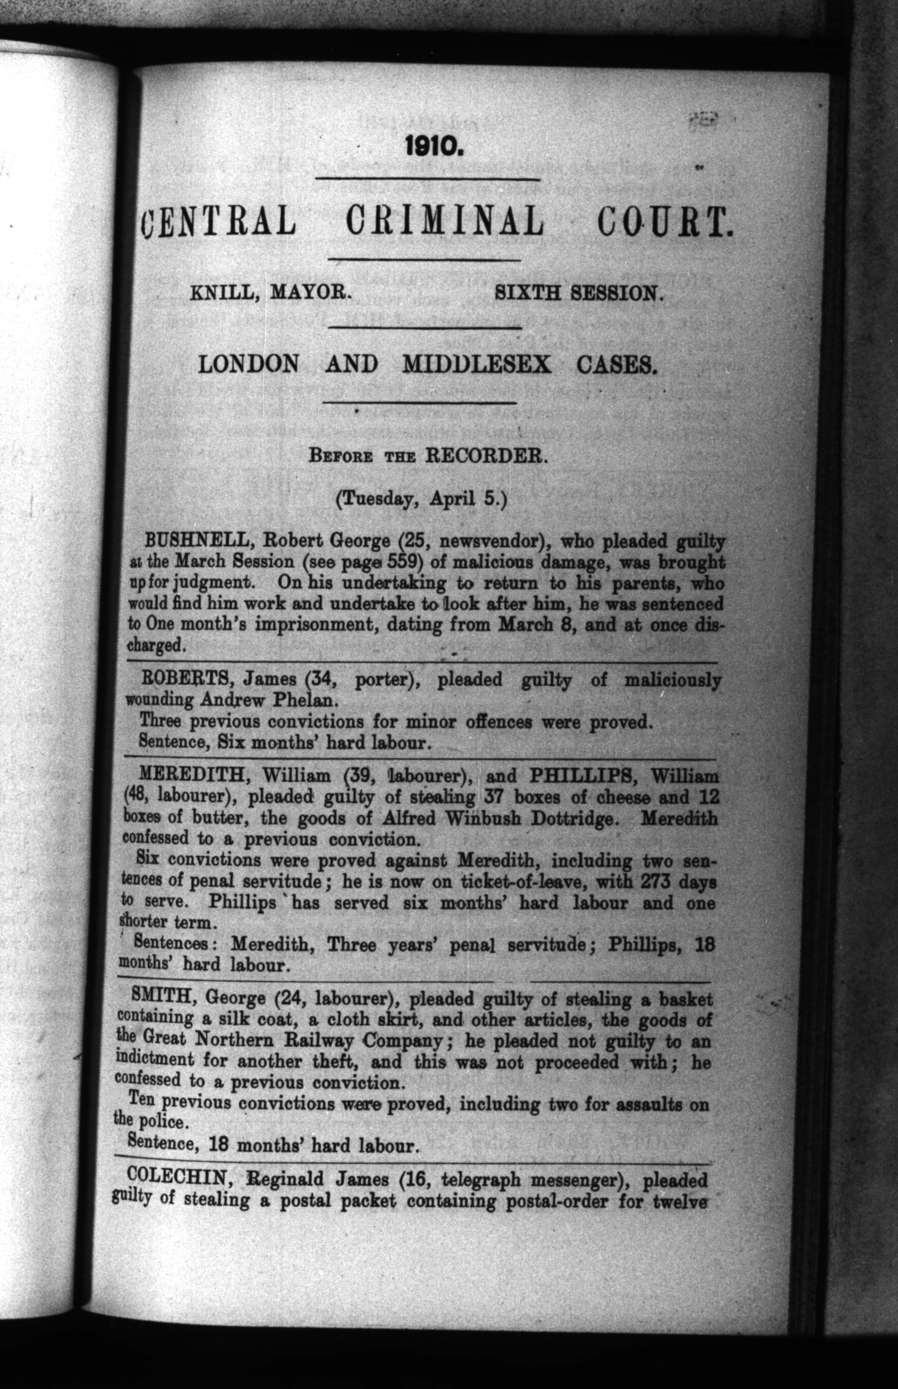 1910.
CENTRAL CRIMINAL COURT.
KNILL, MAYOR. SIXTH SESSION.
LONDON AND MIDDLESEX CASES.
BEFORE THE RECORDER.
(Tuesday, April 5.)
BUSHNELL, Robert George (25, newsvendor), who pleaded guilty
at the March Session (see page 559) of malicious damage, was brought
up for judgment. On his undertaking to return to his parents, who
would find him work and undertake to look after him, he was sentenced
to One month's imprisonment, dating from March 8, and at once dis-
charged.
ROBERTS, James (34, porter), pleaded guilty of maliciously
wounding Andrew Phelan.
Three previous convictions for minor offences were proved.
Sentence, Six months' hard labour.
MEREDITH, William (39, labourer), and PHILLIPS, William
(48, labourer), pleaded guilty of stealing 37 boxes of cheese and 12
boxes of butter, the goods of Alfred Winbush Dottridge. Meredith
confessed to a previous conviction.
Six convictions were proved against Meredith, including two sen-
tences of penal servitude; he is now on ticket-of-leave, with 273 days
to serve. Phillips has served six months' hard labour and one
shorter term.
Sentences: Meredith, Three years' penal servitude; Phillips, 18
months' hard labour.
SMITH, George (24, labourer), pleaded guilty of stealing a basket
containing a silk coat, a cloth skirt, and other articles, the goods of
the Great Northern Railway Company; he pleaded not guilty to an
indictment for another theft, and this was not proceeded with; he
confessed to a previous conviction.
Ten previous convictions were proved, including two for assaults on
the police.
Sentence, 18 months' hard labour.
COLECHIN, Reginald James (16, telegraph messenger), pleaded
guilty of stealing a postal packet containing postal-order for twelve